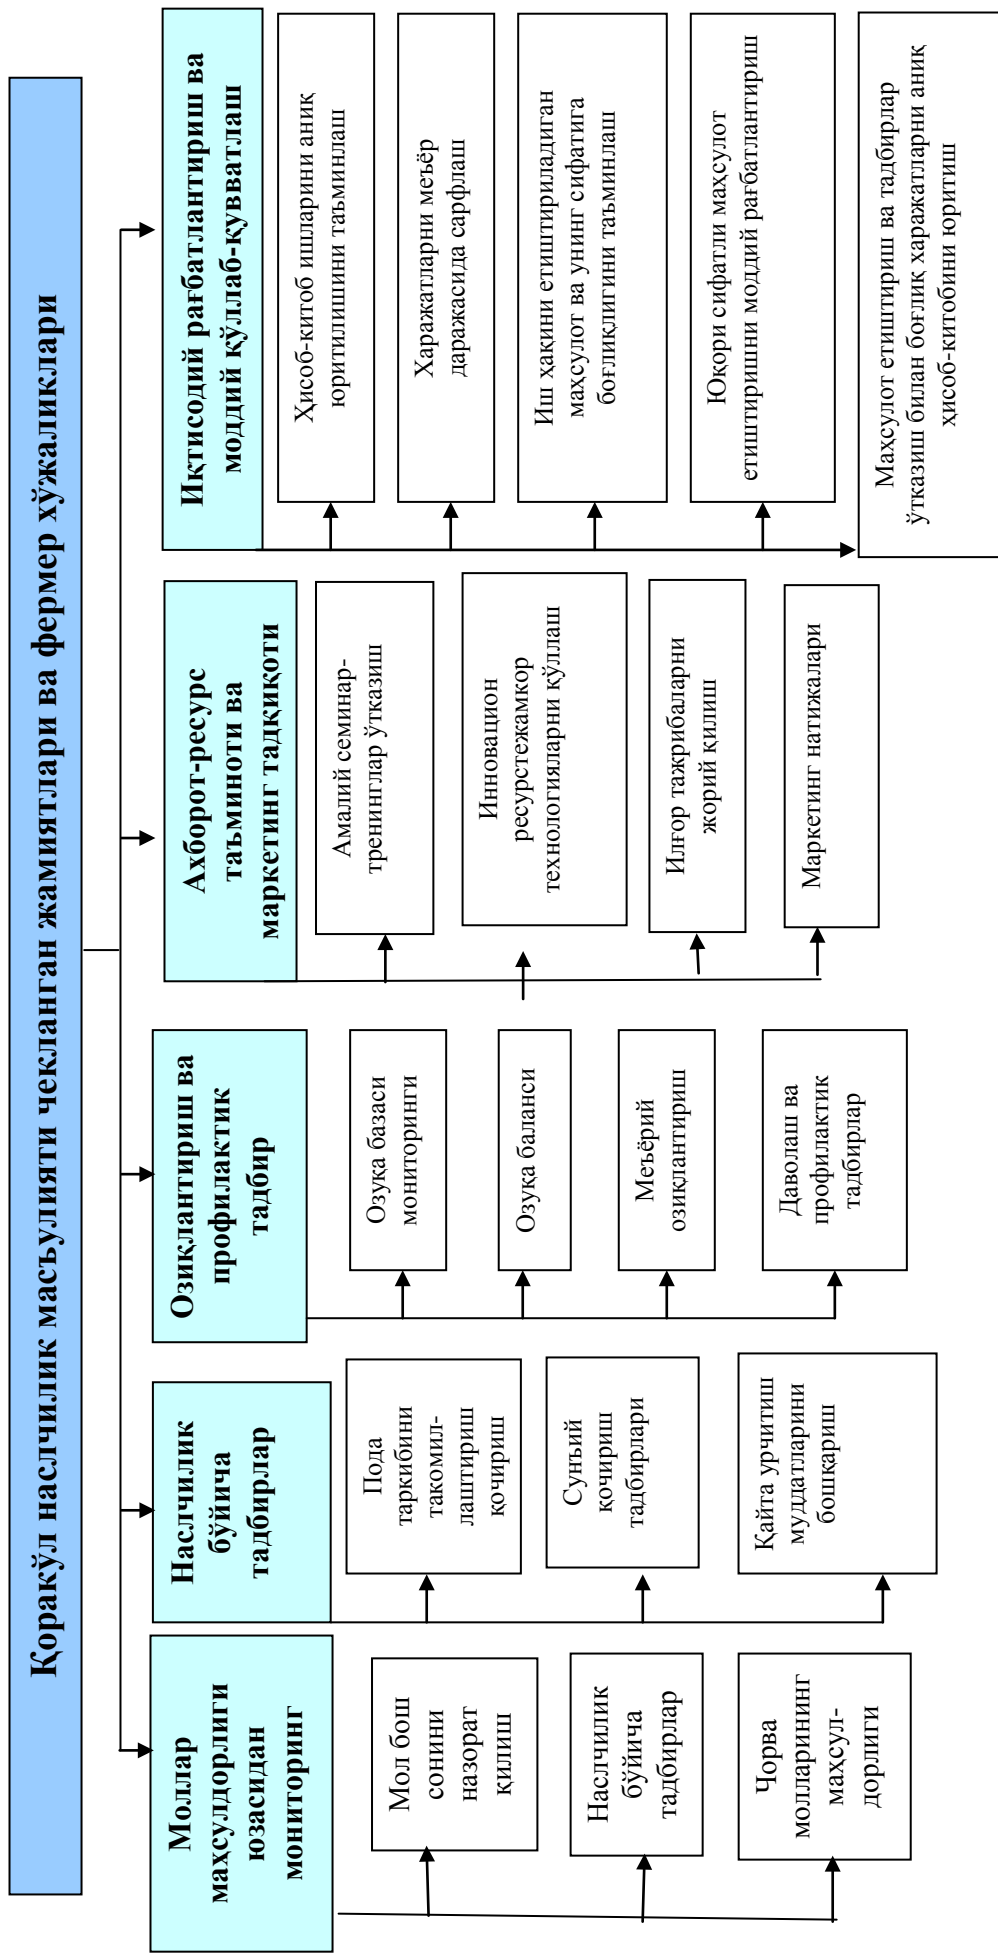 Қоракўл наслчилик масъулияти чекланган жамиятлари ва фермер хўжаликлари
Моллар
маҳсулдорлиги
юзасидан
мониторинг
Мол бош
сонини
назорат
қилиш
Наслчилик
бўйича
тадбирлар
Чорва
молларининг
маҳсул-
дорлиги
Наслчилик
бўйича
тадбирлар
Пода
таркибини
такомил-
лаштириш
қочириш
Сунъий
қочириш
тадбирлари
Қайта урчитиш
муддатларини
бошқариш
Озиқлантириш ва
профилактик
тадбир
Озуқа базаси
мониторинги
Озуқа баланси
Меъёрий
озиқлантириш
Даволаш ва
профилактик
тадбирлар
Ахборот-ресурс
таъминоти ва
маркетинг тадқиқоти
Амалий семинар-
тренинглар ўтказиш
Инновацион
ресурстежамкор
технологияларни қўллаш
Илғор тажрибаларни
жорий қилиш
Маркетинг натижалари
Иқтисодий рағбатлантириш ва
моддий қўллаб-қувватлаш
Ҳисоб-китоб ишларини аниқ
юритилишини таъминлаш
Харажатларни меъёр
даражасида сарфлаш
Иш ҳақини етиштириладиган
маҳсулот ва унинг сифатига
боғлиқлигини таъминлаш
Юқори сифатли маҳсулот
етиштиришни моддий рағбатлантириш
Маҳсулот етиштириш ва тадбирлар
ўтказиш билан боғлиқ харажатларни аниқ
ҳисоб-китобини юритиш